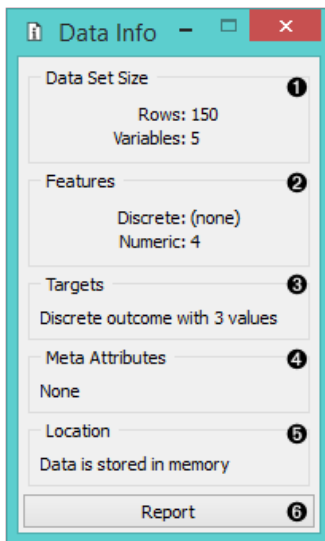 Data Info
Data Set Size
❶
Rows: 150
Variables: 5
Features
❷
Discrete: (none)
Numeric: 4
Targets
❸
Discrete outcome with 3 values
Meta Attributes
❹
None
Location
❺
Data is stored in memory
Report
❻